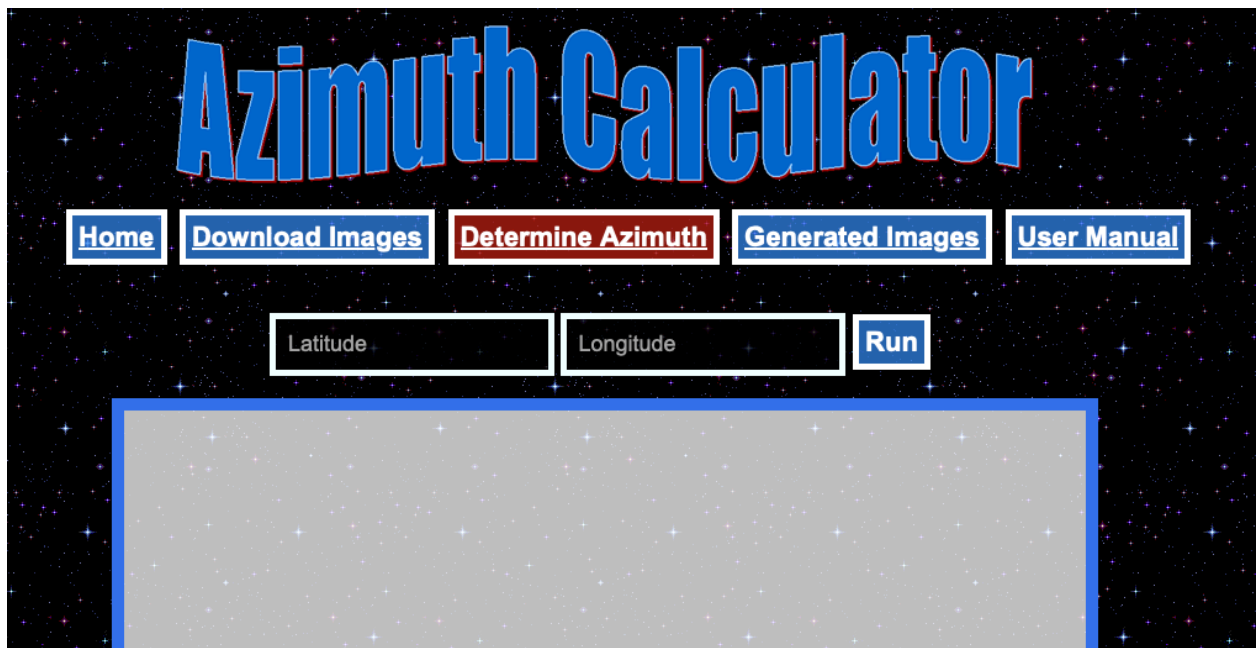 Azimuth Calculator
Home Download Images Determine Azimuth Generated Images User Manual
Latitude Longitude Run